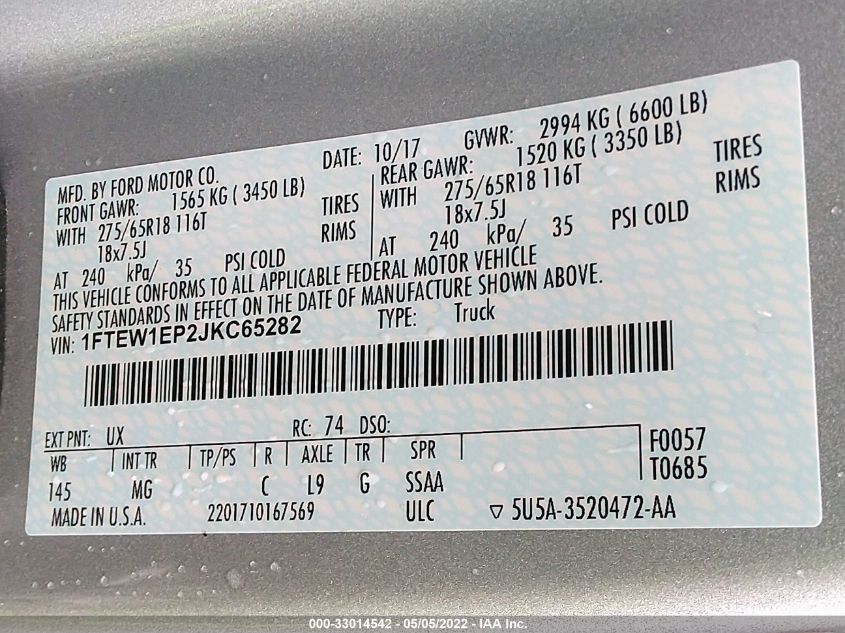 MFD. BY FORD MOTOR CO. DATE: 10/17 GVWR: 2994 KG ( 6600 LB)
FRONT GAWR: 1565 KG ( 3450 LB) REAR GAWR: 1520 KG ( 3350 LB)
WITH 275/65R18 116T TIRES WITH 275/65R18 116T TIRES
18x7.5J RIMS 18x7.5J RIMS
AT 240 kPa/ 35 PSI COLD AT 240 kPa/ 35 PSI COLD
THIS VEHICLE CONFORMS TO ALL APPLICABLE FEDERAL MOTOR VEHICLE
SAFETY STANDARDS IN EFFECT ON THE DATE OF MANUFACTURE SHOWN ABOVE.
VIN: 1FTEW1EP2JKC65282 TYPE: Truck
EXT PNT: UX RC: 74 DSO:
WB INT TR TP/PS R AXLE TR SPR F0057
145 MG C L9 G SSAA T0685
MADE IN U.S.A. 2201710167569 ULC ▽ 5U5A-3520472-AA
000-33014542 - 05/05/2022 - IAA Inc.